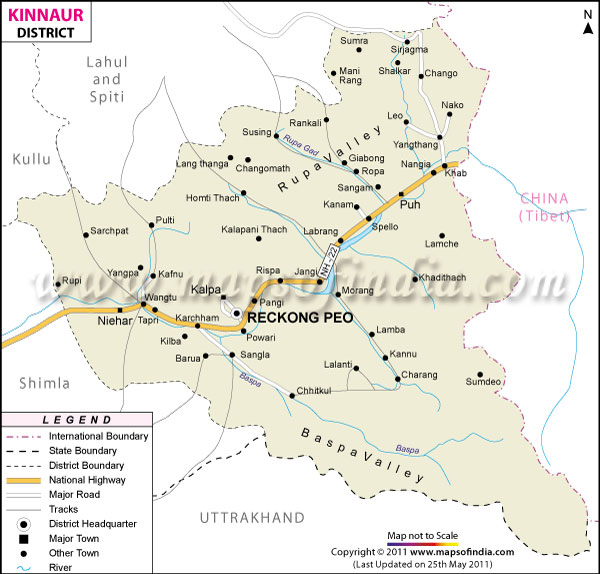 KINNAUR
DISTRICT
N
Lahul
and
Spiti
Kullu
Shimla
UTTRAKHAND
CHINA
(Tibet)
Sumra
Sirjagma
Mani
Rang
Shalkar
Chango
Nako
Leo
Rankali
Susing
Rupa Gad
Rupa Valley
Yangthang
Giabong
Nangia
Khab
Lang thanga
Changomath
Ropa
Sangam
Homti Thach
Kanam
Puh
Spello
Pulti
Sarchpat
Kalapani Thach
Labrang
Lamche
NH - 22
Yangpa
Kafnu
Rispa
Jangi
Khadithach
Rupi
Kalpa
Morang
Wangtu
Pangi
RECKONG PEO
Niehar
Tapri
Karchham
Powari
Lamba
Kilba
Barua
Sangla
Kannu
Lalanti
Charang
Sumdeo
Baspa
Chhitkul
Baspa Valley
Baspa
www.mapsofindia.com
LEGEND
International Boundary
State Boundary
District Boundary
National Highway
Major Road
Tracks
District Headquarter
Major Town
Other Town
River
Map not to Scale
Copyright © 2011 www.mapsofindia.com
(Last Updated on 25th May 2011)